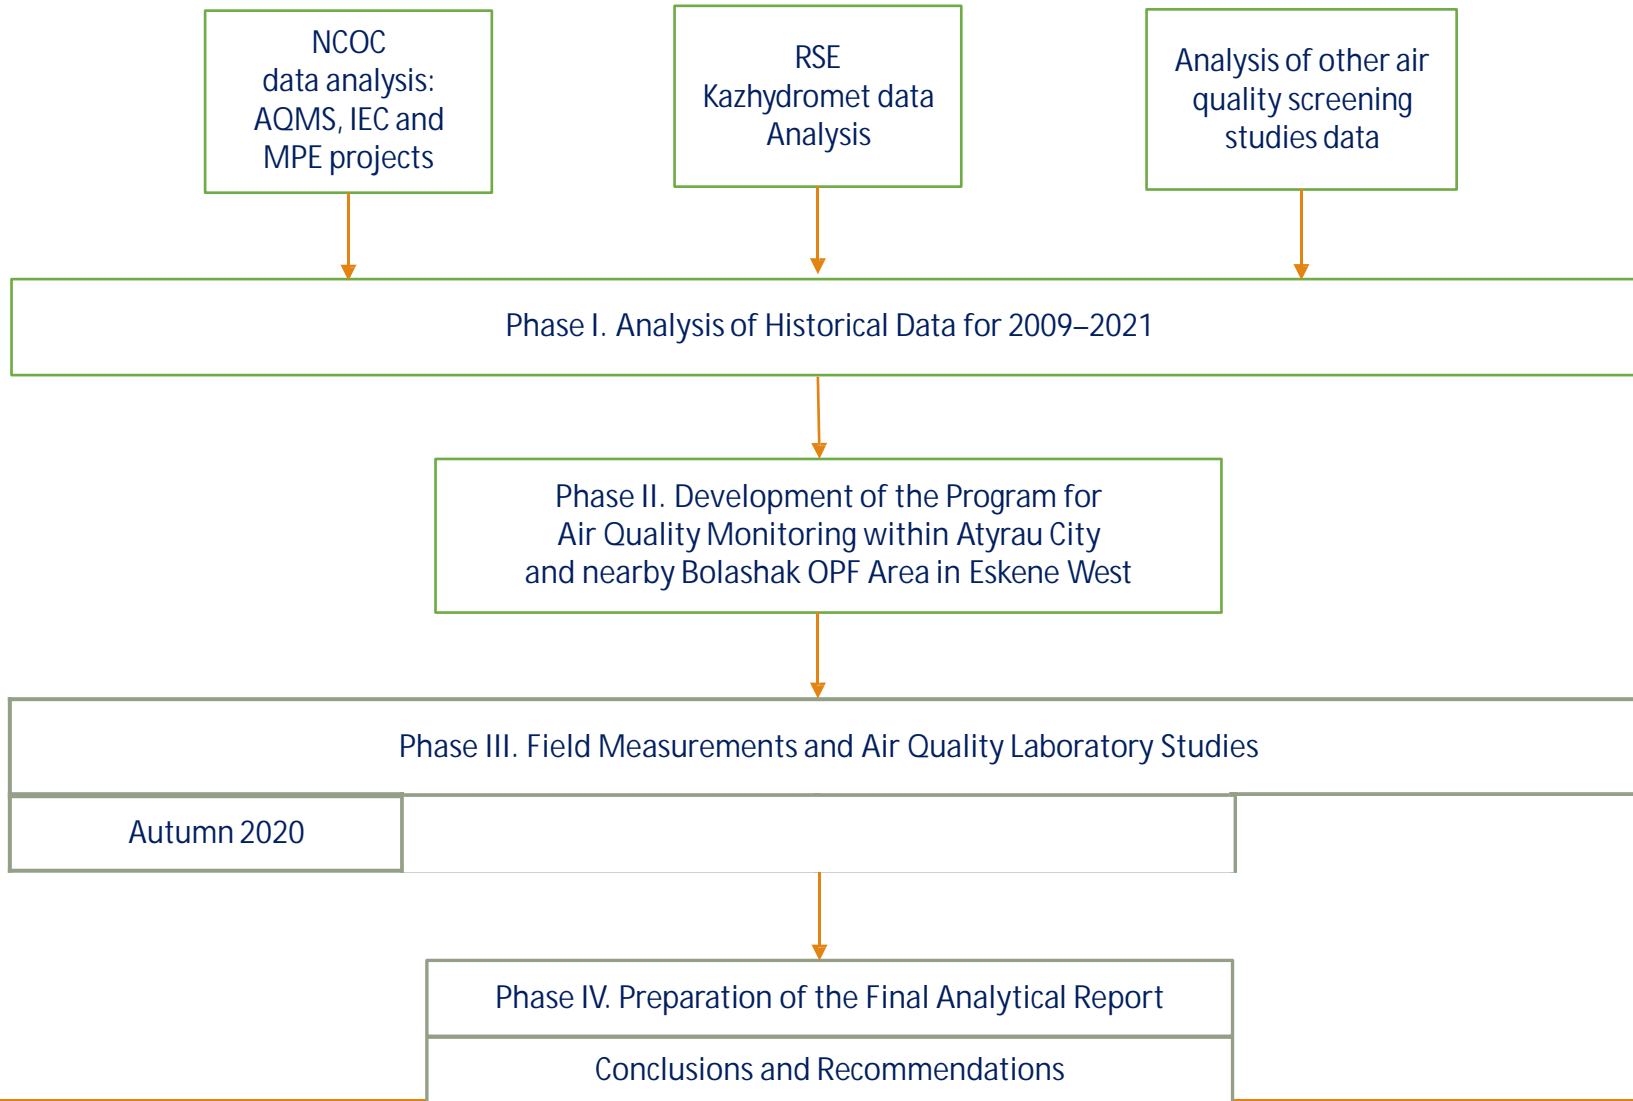 NCOC
data analysis:
AQMS, IEC and
MPE projects
RSE
Kazhydromet data
Analysis
Analysis of other air
quality screening
studies data
Phase I. Analysis of Historical Data for 2009–2021
Phase II. Development of the Program for
Air Quality Monitoring within Atyrau City
and nearby Bolashak OPF Area in Eskene West
Phase III. Field Measurements and Air Quality Laboratory Studies
Autumn 2020
Phase IV. Preparation of the Final Analytical Report
Conclusions and Recommendations